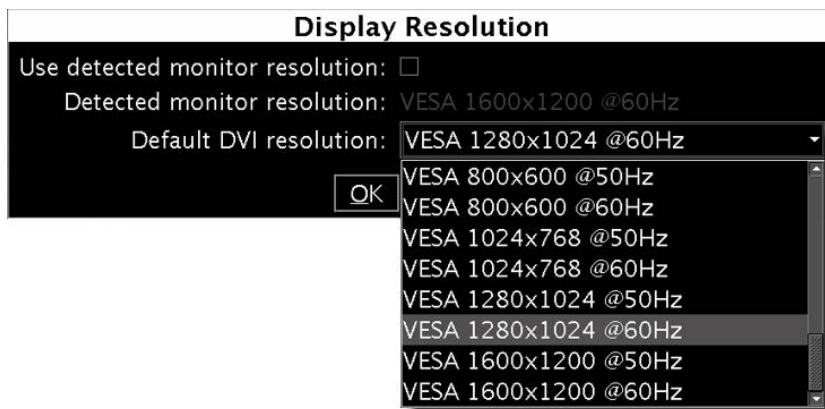 Display Resolution
Use detected monitor resolution:
Detected monitor resolution: VESA 1600x1200 @60Hz
Default DVI resolution: VESA 1280x1024 @60Hz
OK
VESA 800x600 @50Hz
VESA 800x600 @60Hz
VESA 1024x768 @50Hz
VESA 1024x768 @60Hz
VESA 1280x1024 @50Hz
VESA 1280x1024 @60Hz
VESA 1600x1200 @50Hz
VESA 1600x1200 @60Hz